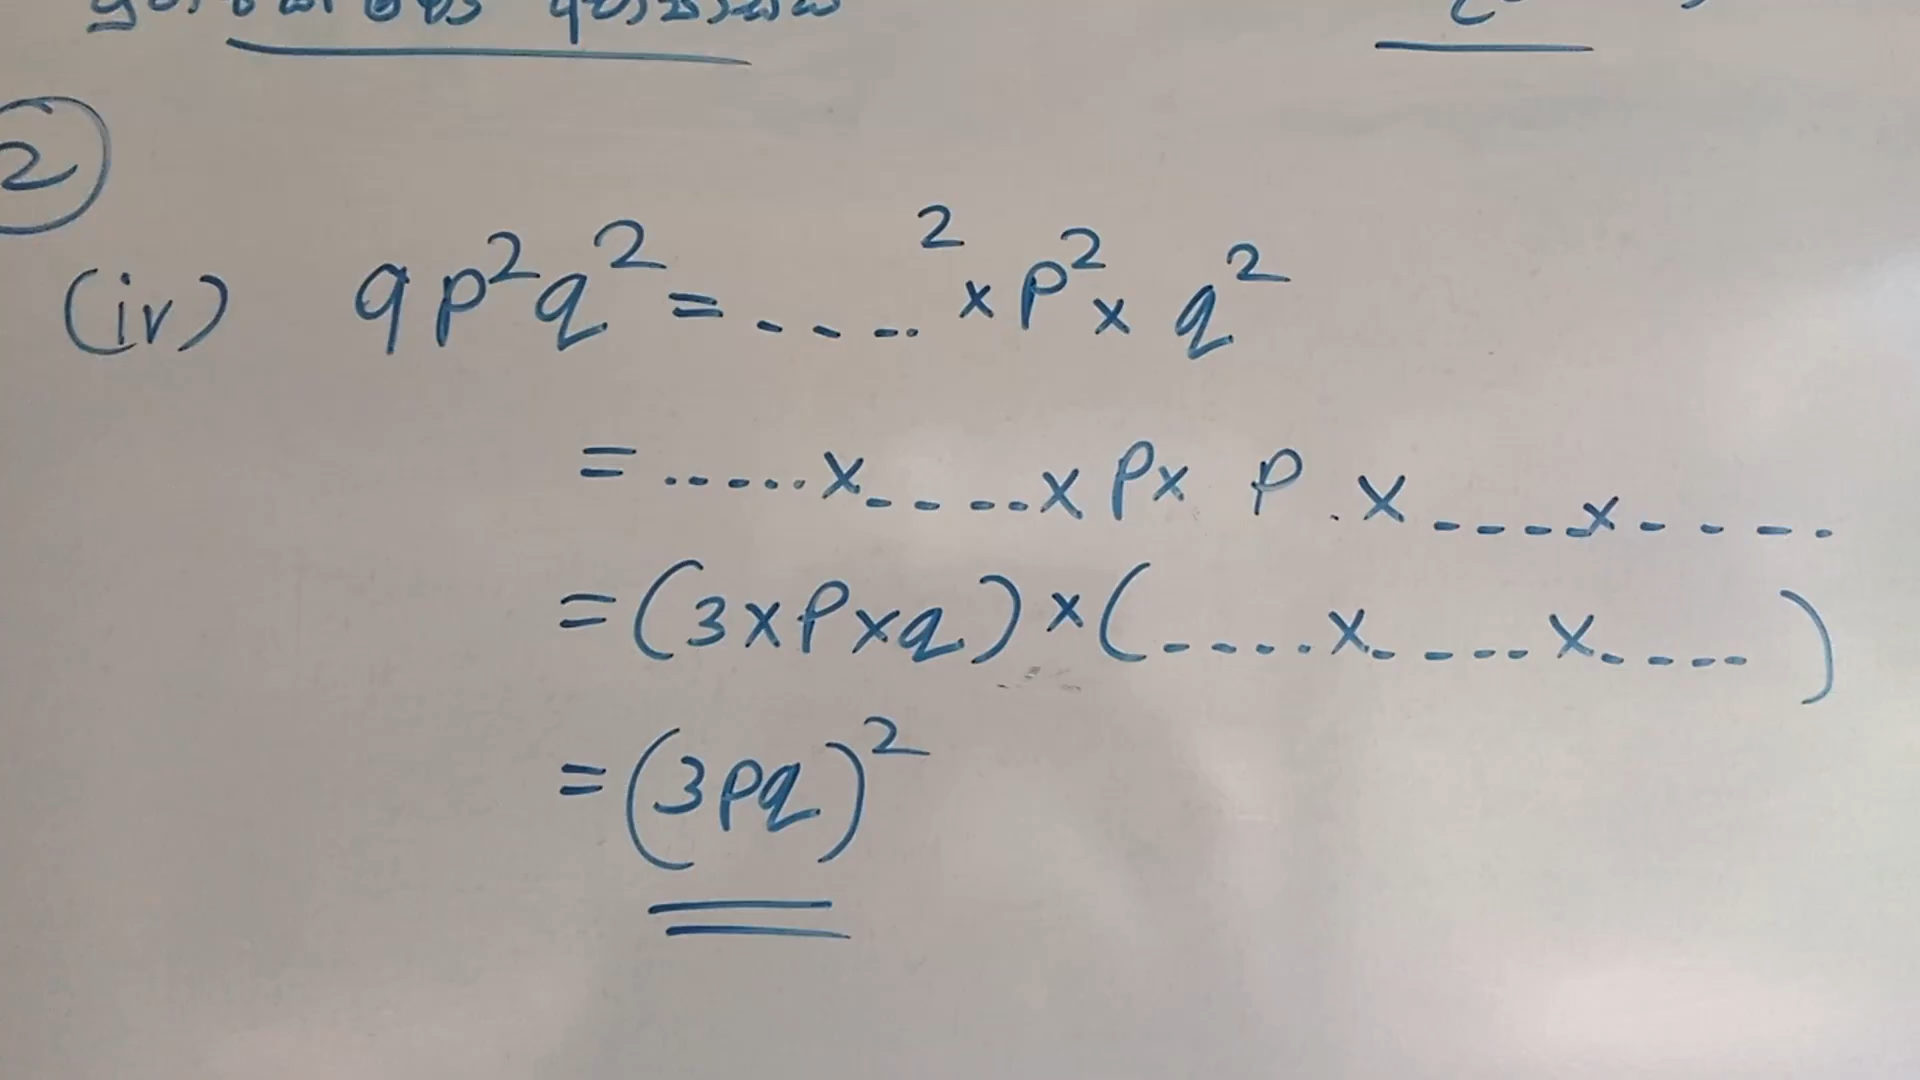 2
(iv) 9p²q² = ....² × p² × q²
= ..... × ..... × p × p . × ..... × .....
= (3 × p × q) × (..... × ..... × .....)
= (3pq)²